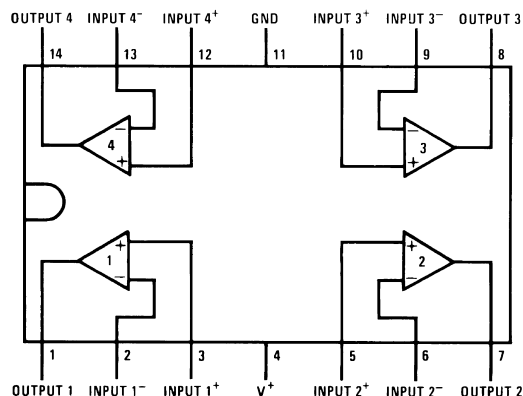 OUTPUT 4 INPUT 4- INPUT 4+ GND INPUT 3+ INPUT 3- OUTPUT 3
14 13 12 11 10 9 8
− −
4 3
+ +
+ +
1 2
− −
1 2 3 4 5 6 7
OUTPUT 1 INPUT 1- INPUT 1+ V+ INPUT 2+ INPUT 2- OUTPUT 2